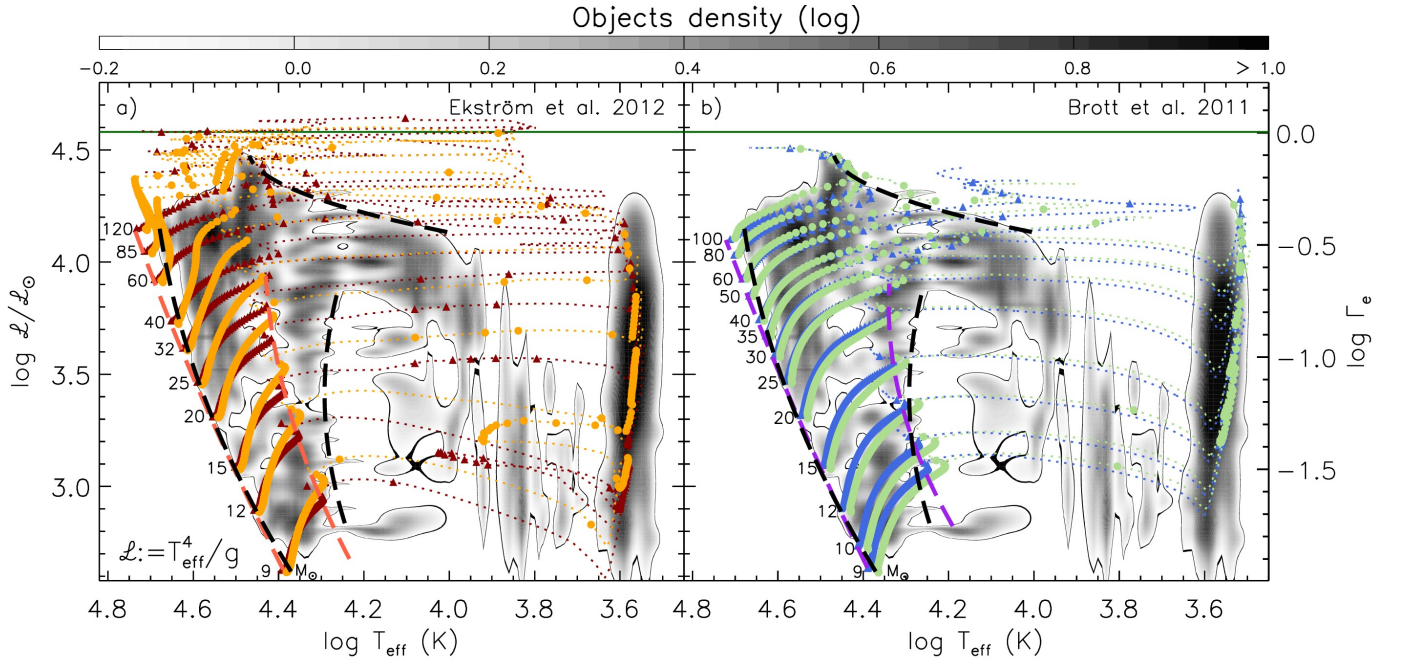 Objects density (log)
-0.2 0.0 0.2 0.4 0.6 0.8 > 1.0
a) Ekström et al. 2012
b) Brott et al. 2011
log ℒ/ℒ⊙
4.5
4.0
3.5
3.0
120
85
60
40
32
25
20
15
12
9 M⊙
ℒ:=T⁴eff/g
100
80
60
50
40
35
30
25
20
15
12
10
9 M⊙
0.0
-0.5
-1.0
-1.5
log Γe
4.8 4.6 4.4 4.2 4.0 3.8 3.6 4.8 4.6 4.4 4.2 4.0 3.8 3.6
log Teff (K) log Teff (K)